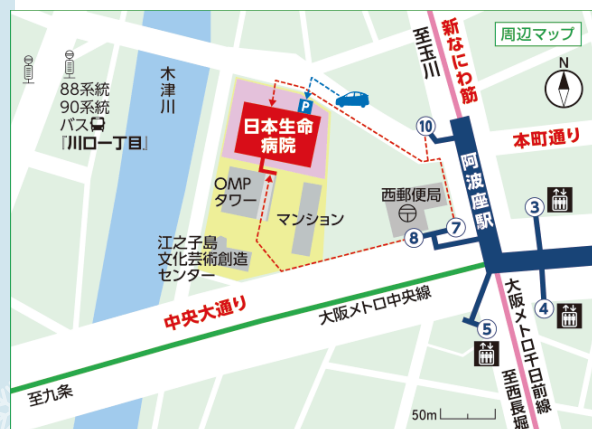 周辺マップ
N
至玉川
新なにわ筋
本町通り
木津川
88系統
90系統
バス
『川口一丁目』
P
日本生命
病院
10
阿波座駅
OMP
タワー
マンション
西郵便局
3
7
8
江之子島
文化芸術創造
センター
中央大通り
大阪メトロ中央線
4
5
大阪メトロ千日前線
至西長堀
至九条
50m